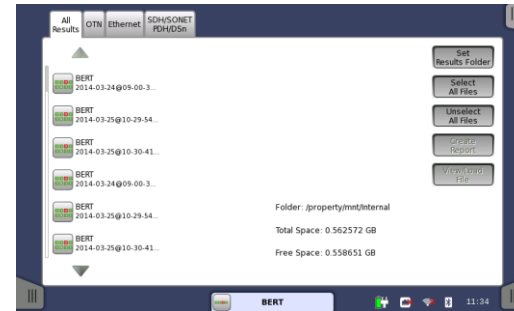 All
Results
OTN
Ethernet
SDH/SONET
PDH/DSn
BERT
2014-03-24@09-00-3...
BERT
2014-03-25@10-29-54...
BERT
2014-03-25@10-30-41...
BERT
2014-03-24@09-00-3...
BERT
2014-03-25@10-29-54...
BERT
2014-03-25@10-30-41...
Set
Results Folder
Select
All Files
Unselect
All Files
Create
Report
View/Load
File
Folder: /property/mnt/Internal
Total Space: 0.562572 GB
Free Space: 0.558651 GB
BERT
11:34